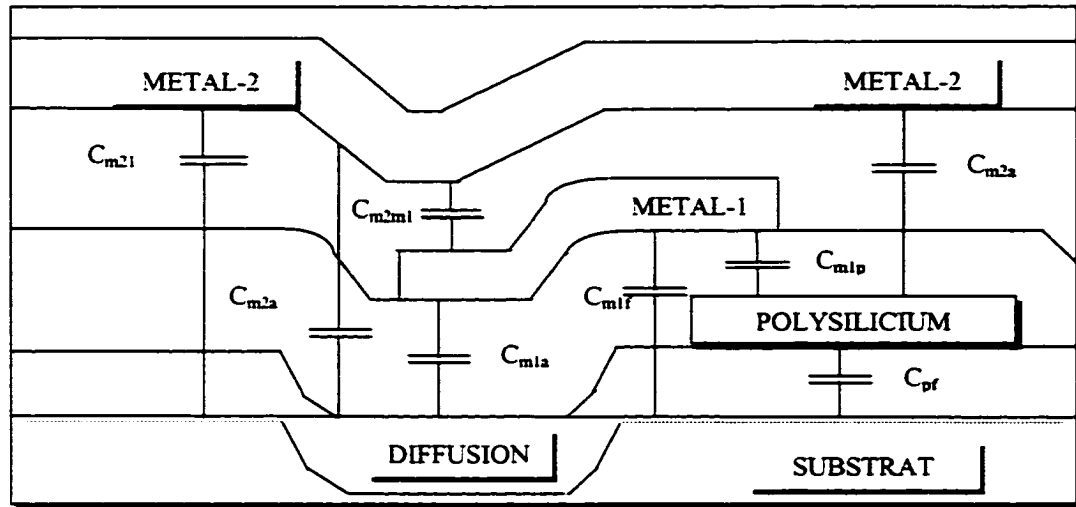 METAL-2
METAL-2
Cm21
Cm2a
Cm2m1
METAL-1
Cm2a
Cm1f
Cm1p
POLYSILICIUM
Cm1a
Cpf
DIFFUSION
SUBSTRAT